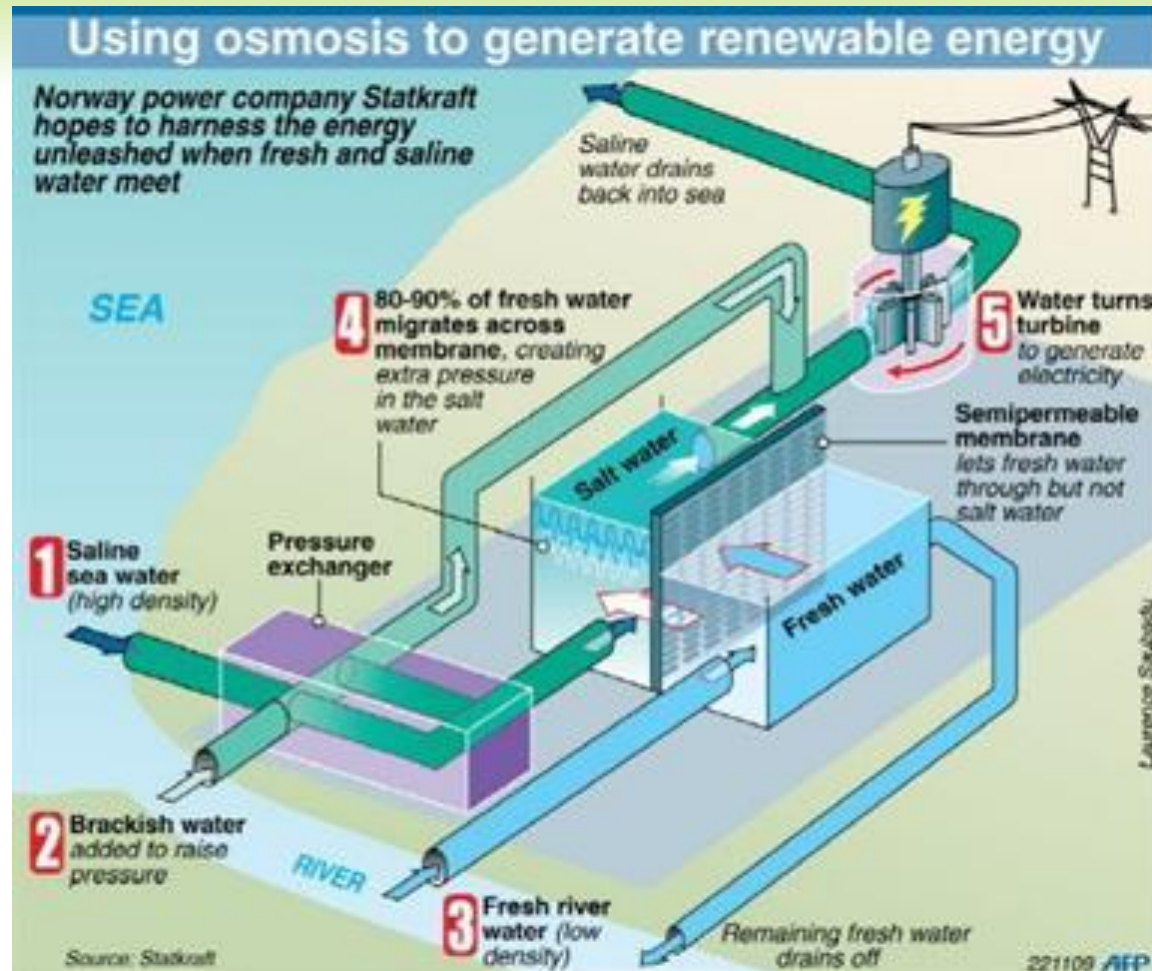 Using osmosis to generate renewable energy
Norway power company Statkraft
hopes to harness the energy
unleashed when fresh and saline
water meet
Saline
water drains
back into sea
SEA
4 80-90% of fresh water
migrates across
membrane, creating
extra pressure
in the salt
water
5 Water turns
turbine
to generate
electricity
Semipermeable
membrane
lets fresh water
through but not
salt water
Salt water
Fresh water
1 Saline
sea water
(high density)
Pressure
exchanger
2 Brackish water
added to raise
pressure
RIVER
3 Fresh river
water (low
density)
Remaining fresh water
drains off
Source: Statkraft
221109 AFP
Laurence